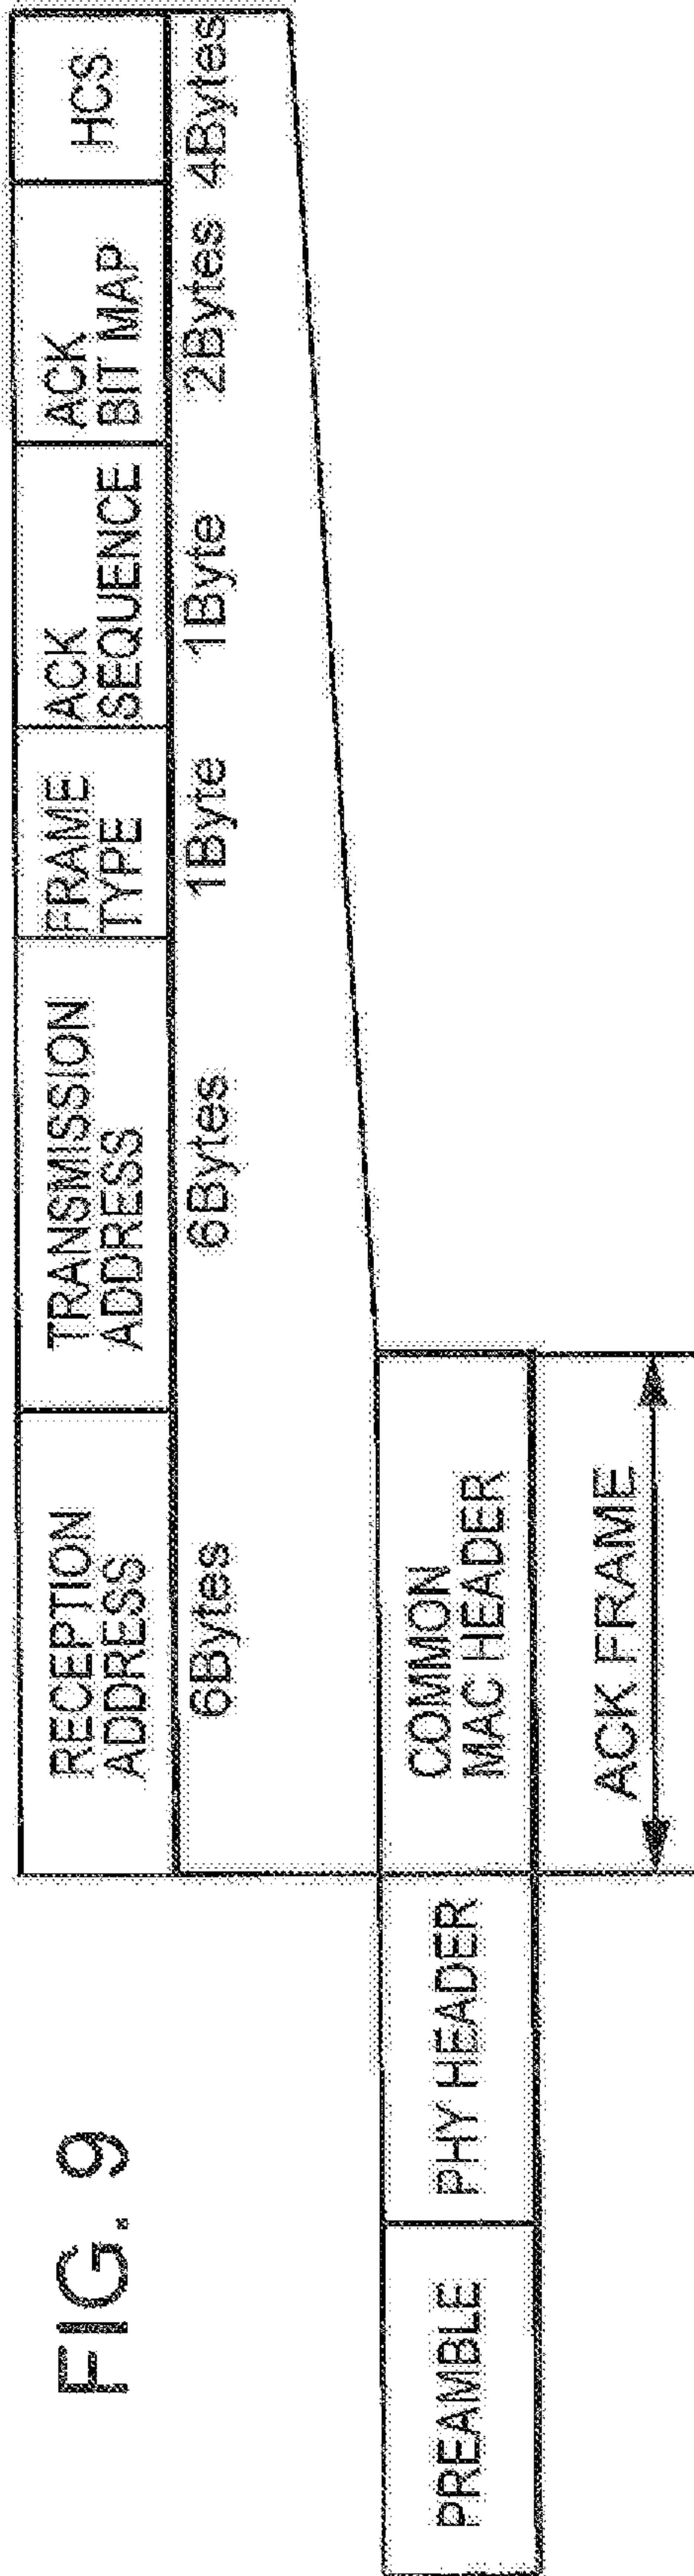 FIG. 9
RECEPTION
ADDRESS
TRANSMISSION
ADDRESS
FRAME
TYPE
ACK
SEQUENCE
ACK
BIT MAP
HCS
6Bytes
6Bytes
1Byte
1Byte
2Bytes
4Bytes
PREAMBLE
PHY HEADER
COMMON
MAC HEADER
ACK FRAME